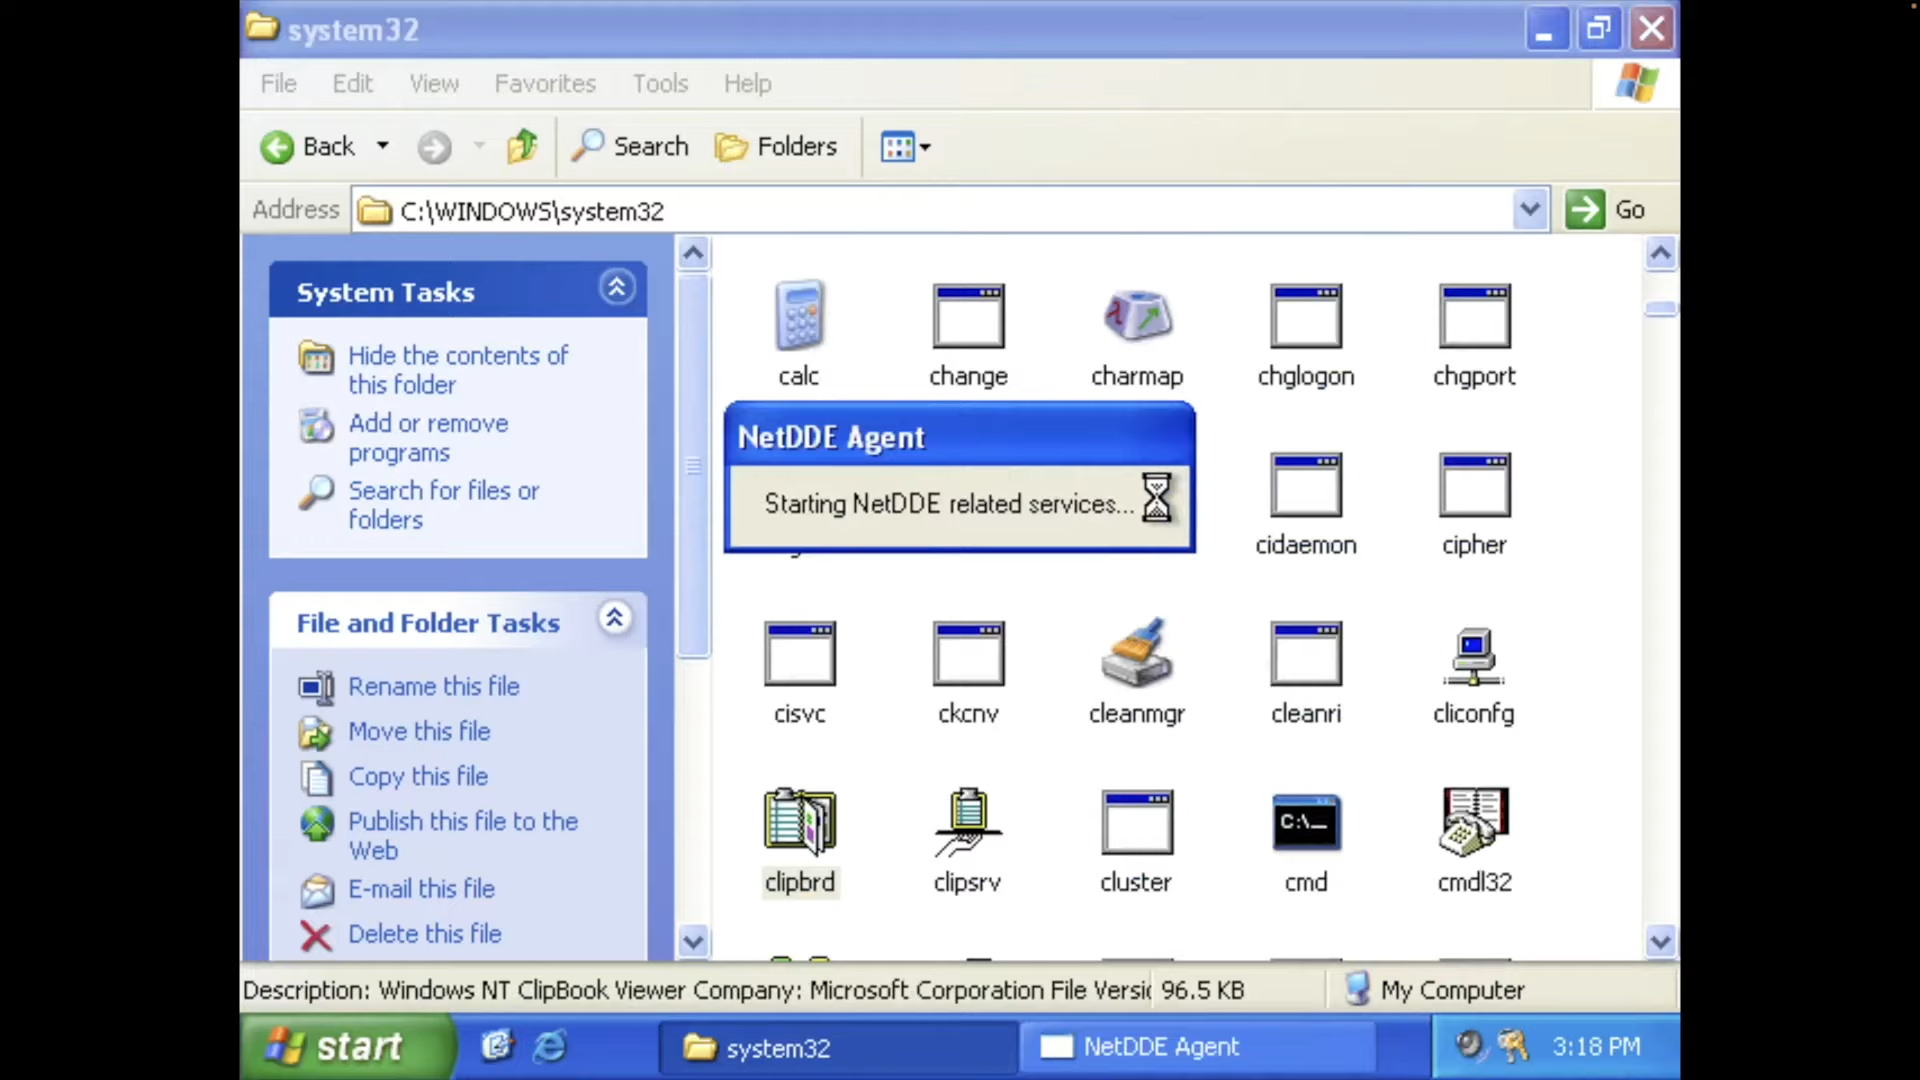 system32
File Edit View Favorites Tools Help
Back Search Folders
Address C:\WINDOWS\system32 Go
System Tasks
Hide the contents of
this folder
Add or remove
programs
Search for files or
folders
File and Folder Tasks
Rename this file
Move this file
Copy this file
Publish this file to the
Web
E-mail this file
Delete this file
calc change charmap chglogon chgport
NetDDE Agent
Starting NetDDE related services...
cidaemon cipher
cisvc ckcnv cleanmgr cleanri cliconfg
C:\_
clipbrd clipsrv cluster cmd cmdl32
Description: Windows NT ClipBook Viewer Company: Microsoft Corporation File Versic 96.5 KB My Computer
start system32 NetDDE Agent 3:18 PM